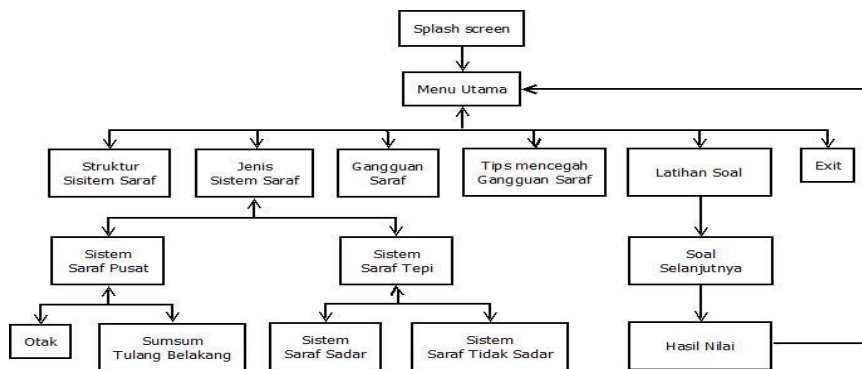 Splash screen
Menu Utama
Struktur
Sisitem Saraf
Jenis
Sistem Saraf
Gangguan
Saraf
Tips mencegah
Gangguan Saraf
Latihan Soal
Exit
Sistem
Saraf Pusat
Sistem
Saraf Tepi
Soal
Selanjutnya
Otak
Sumsum
Tulang Belakang
Sistem
Saraf Sadar
Sistem
Saraf Tidak Sadar
Hasil Nilai